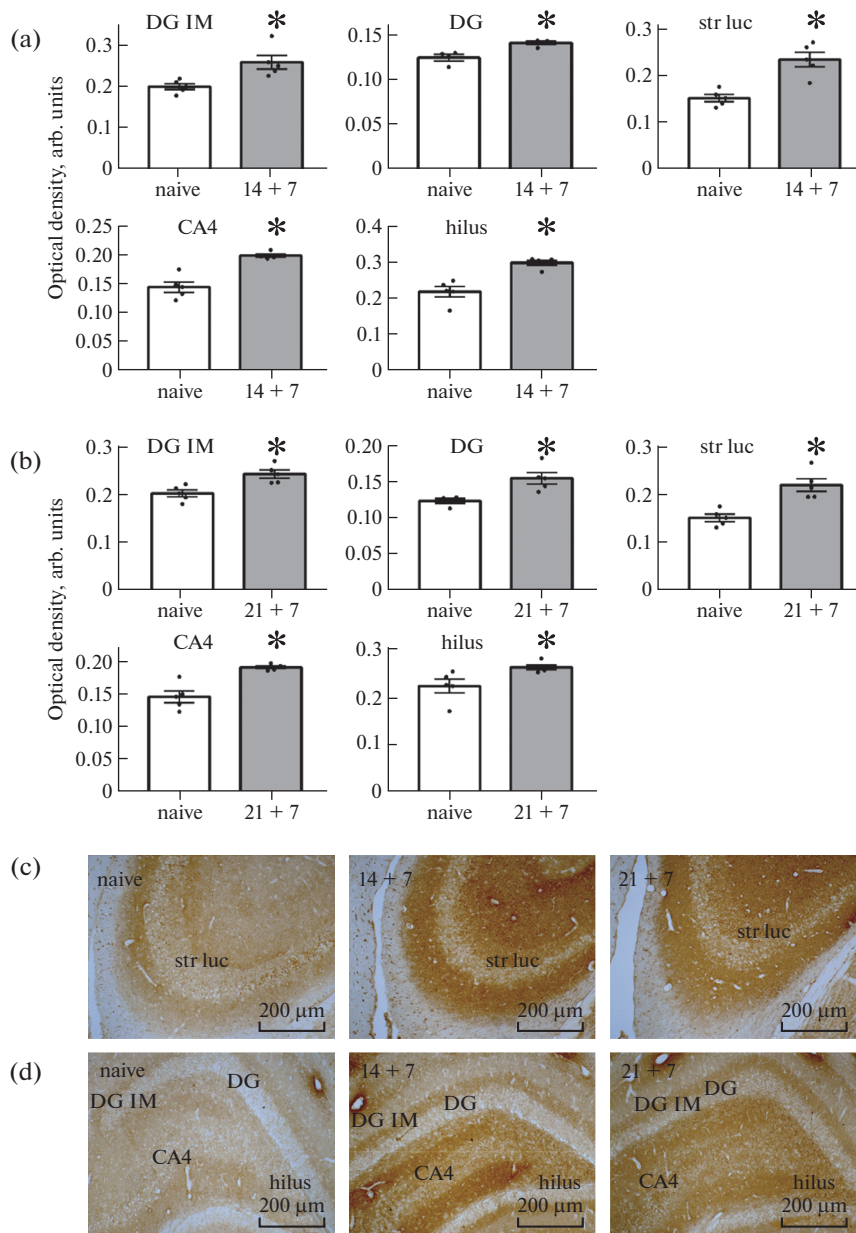 (a)
Optical density, arb. units
DG IM
0.3
0.2
0.1
0
*
naive
14 + 7
DG
0.15
0.10
0.05
0
*
naive
14 + 7
str luc
0.3
0.2
0.1
0
*
naive
14 + 7
CA4
0.25
0.20
0.15
0.10
0.05
0
*
naive
14 + 7
hilus
0.4
0.3
0.2
0.1
0
*
naive
14 + 7
(b)
Optical density, arb. units
DG IM
0.3
0.2
0.1
0
*
naive
21 + 7
DG
0.20
0.15
0.10
0.05
0
*
naive
21 + 7
str luc
0.3
0.2
0.1
0
*
naive
21 + 7
CA4
0.20
0.15
0.10
0.05
0
*
naive
21 + 7
hilus
0.3
0.2
0.1
0
*
naive
21 + 7
(c)
naive
str luc
200 µm
14 + 7
str luc
200 µm
21 + 7
str luc
200 µm
(d)
naive
DG
DG IM
CA4
hilus
200 µm
14 + 7
DG
DG IM
CA4
hilus
200 µm
21 + 7
DG
DG IM
CA4
hilus
200 µm